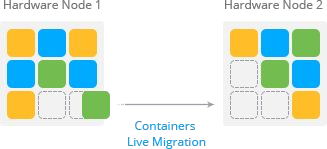 Hardware Node 1
Hardware Node 2
Containers
Live Migration